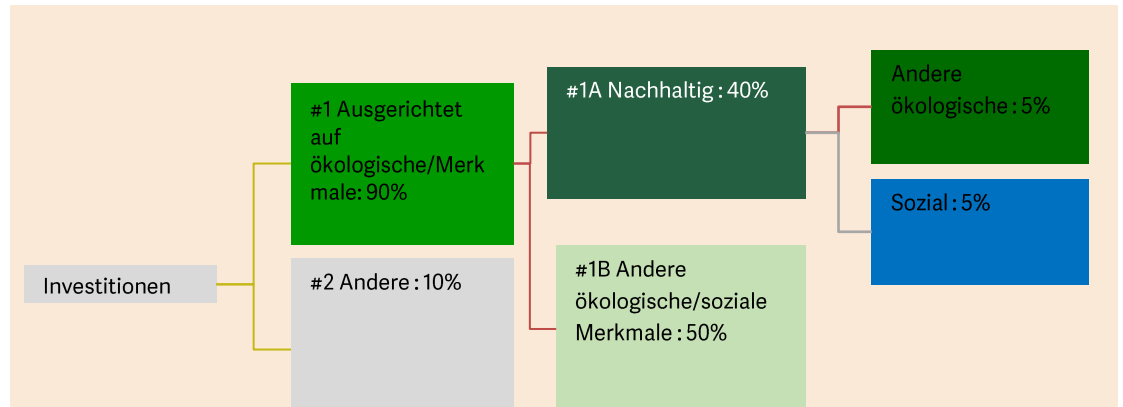 Investitionen
#1 Ausgerichtet
auf
ökologische/Merk
male: 90%
#2 Andere : 10%
#1A Nachhaltig : 40%
#1B Andere
ökologische/soziale
Merkmale : 50%
Andere
ökologische : 5%
Sozial : 5%